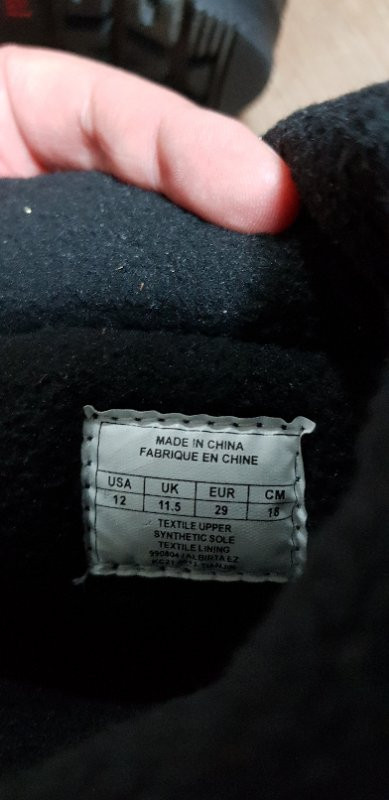 MADE IN CHINA
FABRIQUE EN CHINE
USA UK EUR CM
12 11.5 29 18
TEXTILE UPPER
SYNTHETIC SOLE
TEXTILE LINING